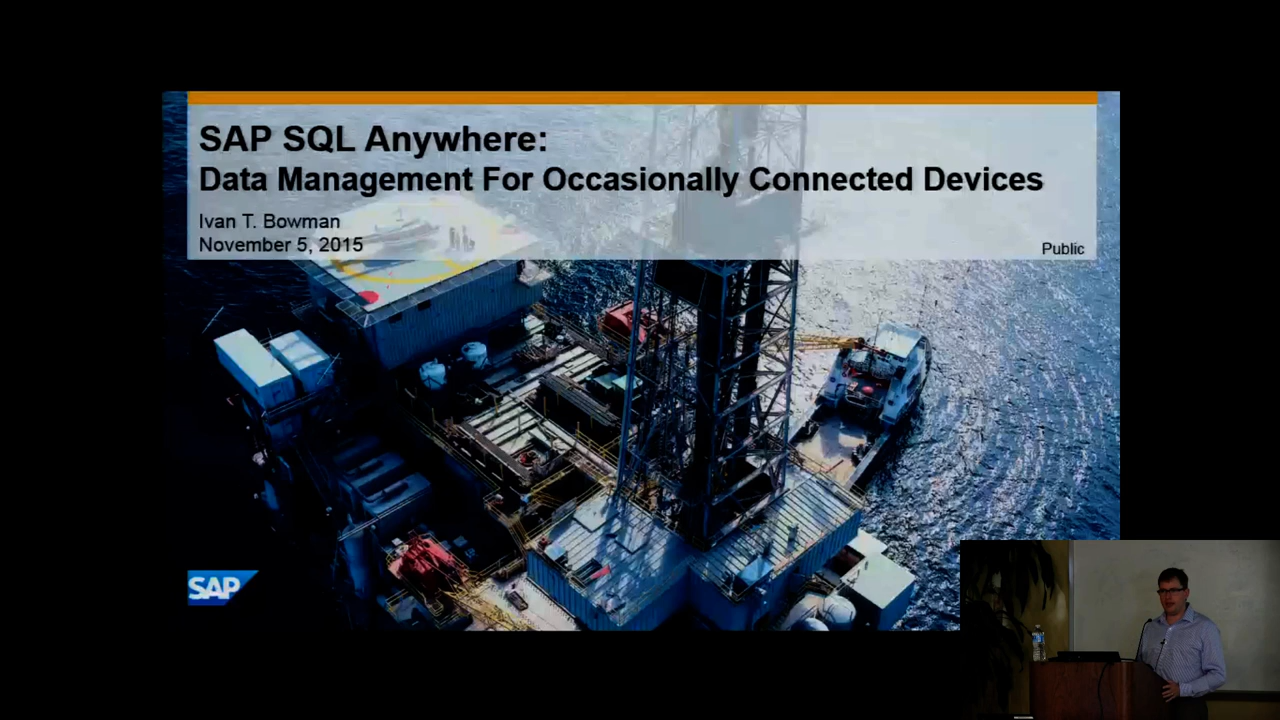 SAP SQL Anywhere:
Data Management For Occasionally Connected Devices
Ivan T. Bowman
November 5, 2015
Public
SAP